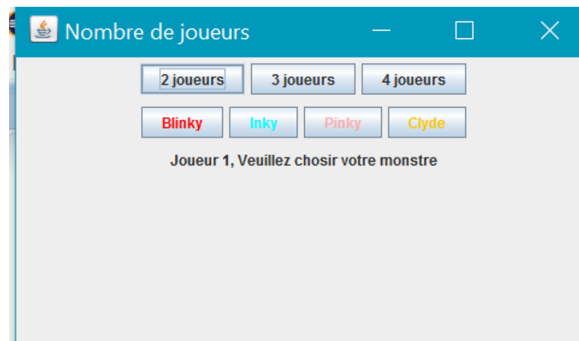 Nombre de joueurs
2 joueurs 3 joueurs 4 joueurs
Blinky Inky Pinky Clyde
Joueur 1, Veuillez chosir votre monstre